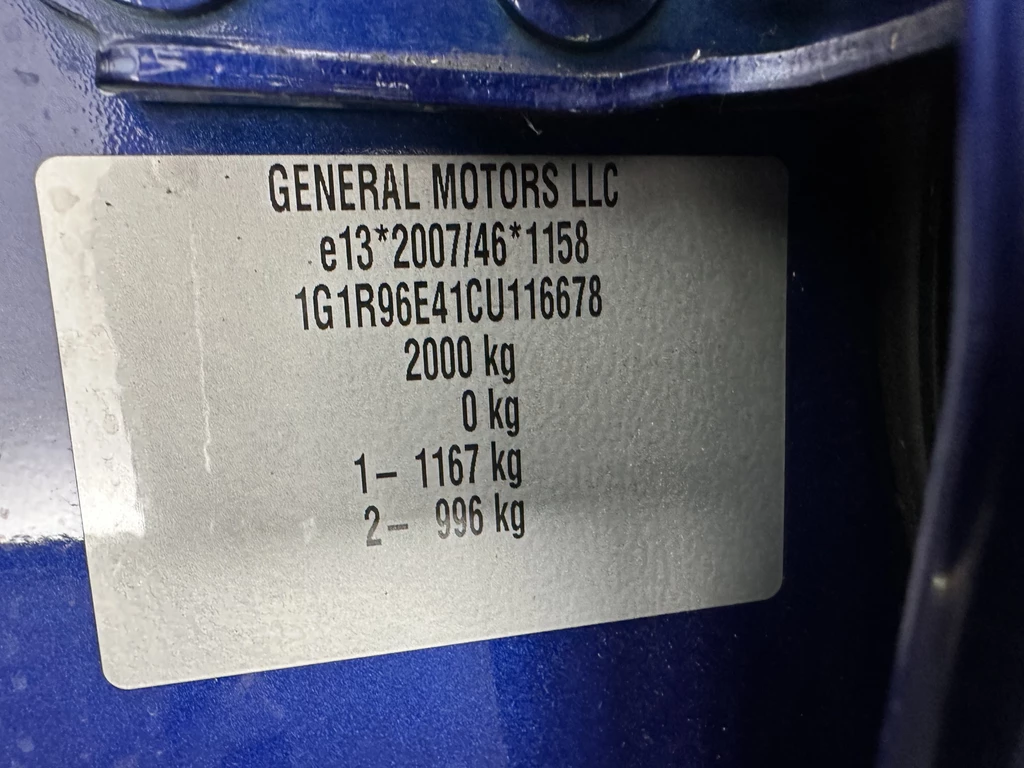 GENERAL MOTORS LLC
e13*2007/46*1158
1G1R96E41CU116678
2000 kg
0 kg
1- 1167 kg
2- 996 kg